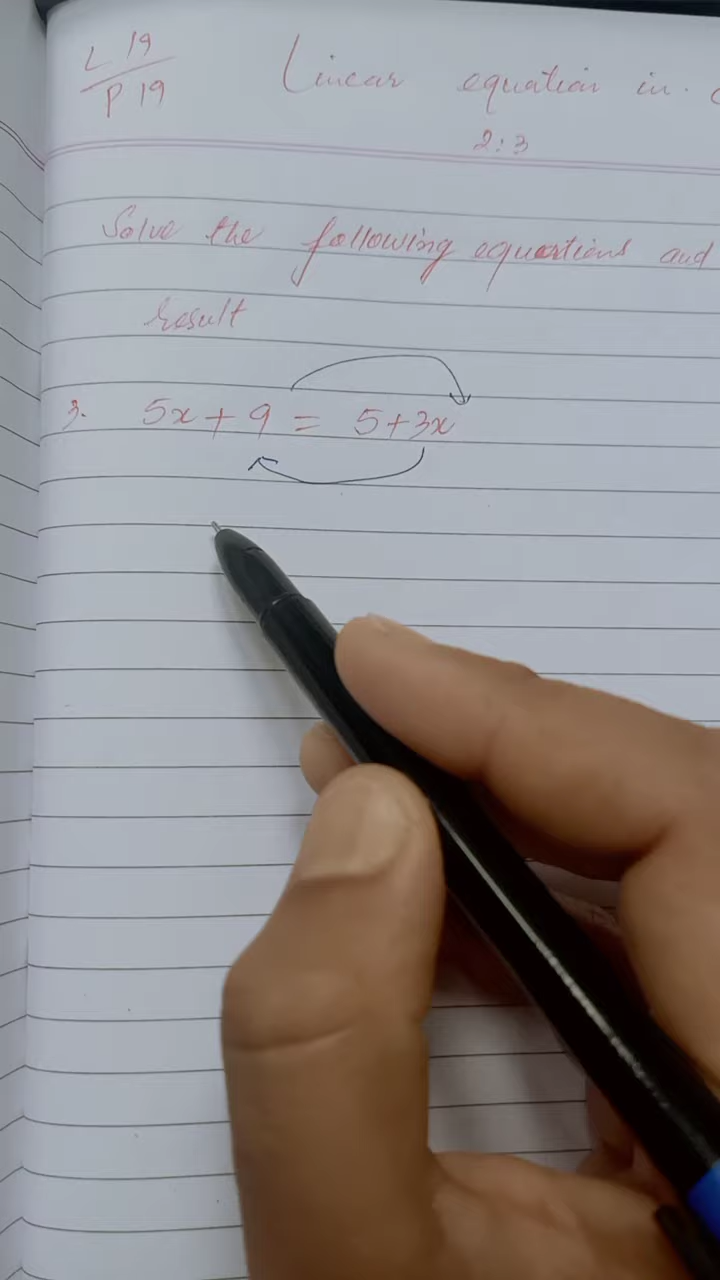 L 19
P 19
Linear equation in.
2:3
Solve the following equations and
result
3. 5x + 9 = 5 + 3x